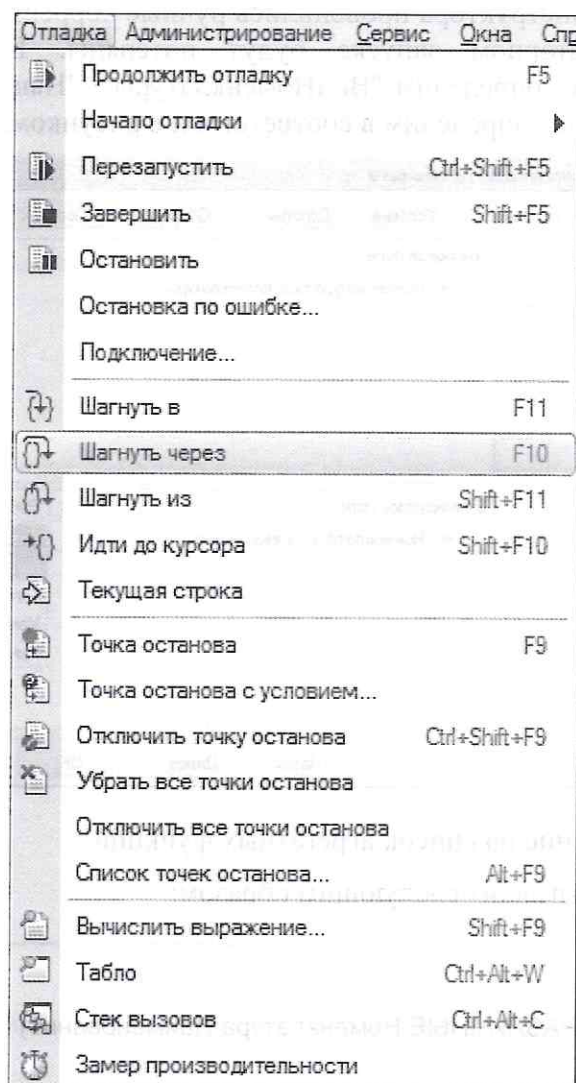 Отладка Администрирование Сервис Окна Спр
Продолжить отладку F5
Начало отладки
Перезапустить Ctrl+Shift+F5
Завершить Shift+F5
Остановить
Остановка по ошибке...
Подключение...
Шагнуть в F11
Шагнуть через F10
Шагнуть из Shift+F11
Идти до курсора Shift+F10
Текущая строка
Точка останова F9
Точка останова с условием...
Отключить точку останова Ctrl+Shift+F9
Убрать все точки останова
Отключить все точки останова
Список точек останова... Alt+F9
Вычислить выражение... Shift+F9
Табло Ctrl+Alt+W
Стек вызовов Ctrl+Alt+C
Замер производительности